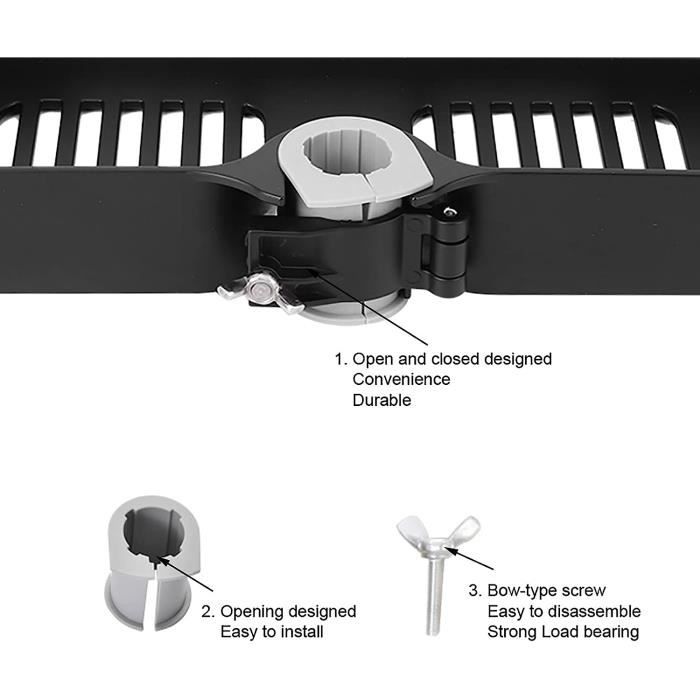 1. Open and closed designed
Convenience
Durable
2. Opening designed
Easy to install
3. Bow-type screw
Easy to disassemble
Strong Load bearing